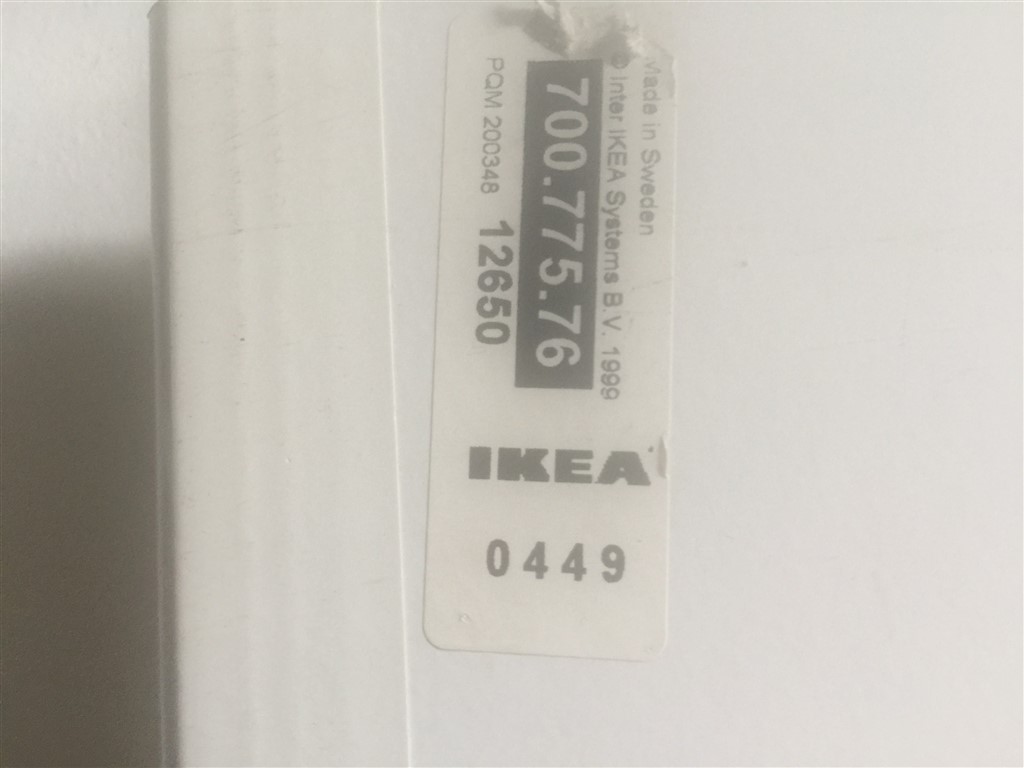 Made in Sweden
© Inter IKEA Systems B.V. 1999
700.775.76
12650
PQM 200348
IKEA
0449